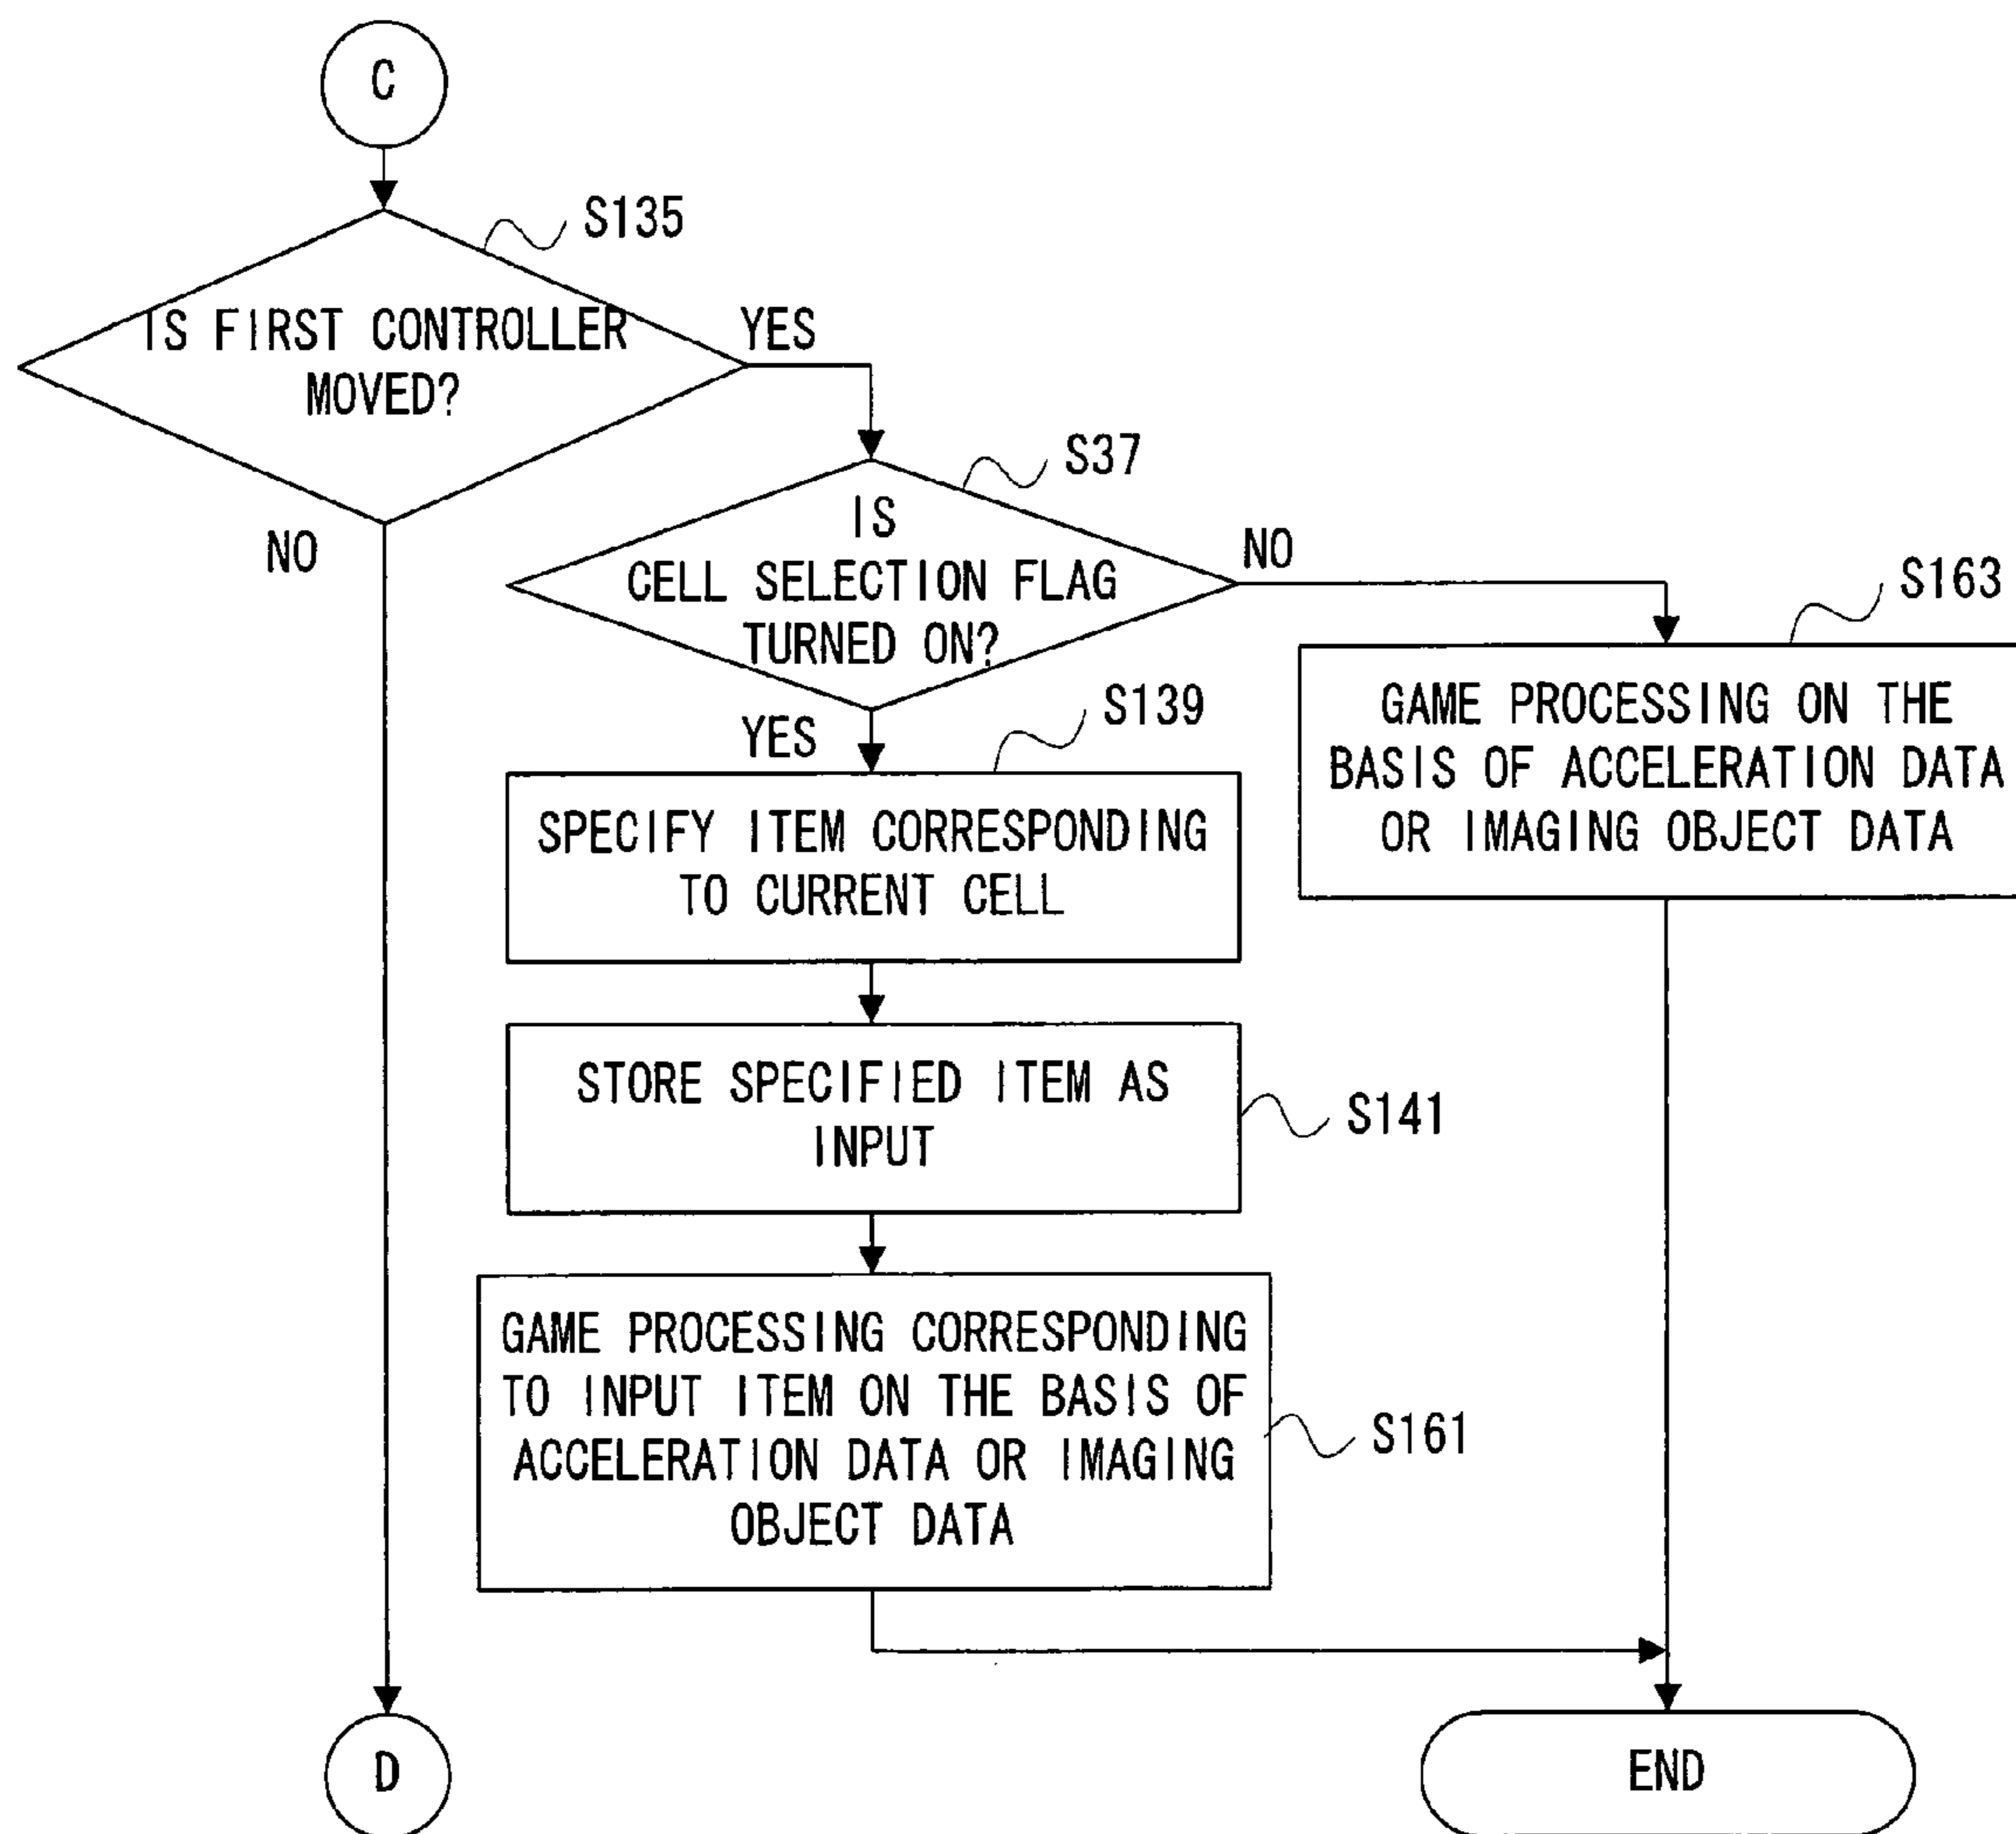 C
S135
IS FIRST CONTROLLER
MOVED?
YES
NO
S37
IS
CELL SELECTION FLAG
TURNED ON?
NO
YES
S163
GAME PROCESSING ON THE
BASIS OF ACCELERATION DATA
OR IMAGING OBJECT DATA
S139
SPECIFY ITEM CORRESPONDING
TO CURRENT CELL
STORE SPECIFIED ITEM AS
INPUT
S141
GAME PROCESSING CORRESPONDING
TO INPUT ITEM ON THE BASIS OF
ACCELERATION DATA OR IMAGING
OBJECT DATA
S161
D
END